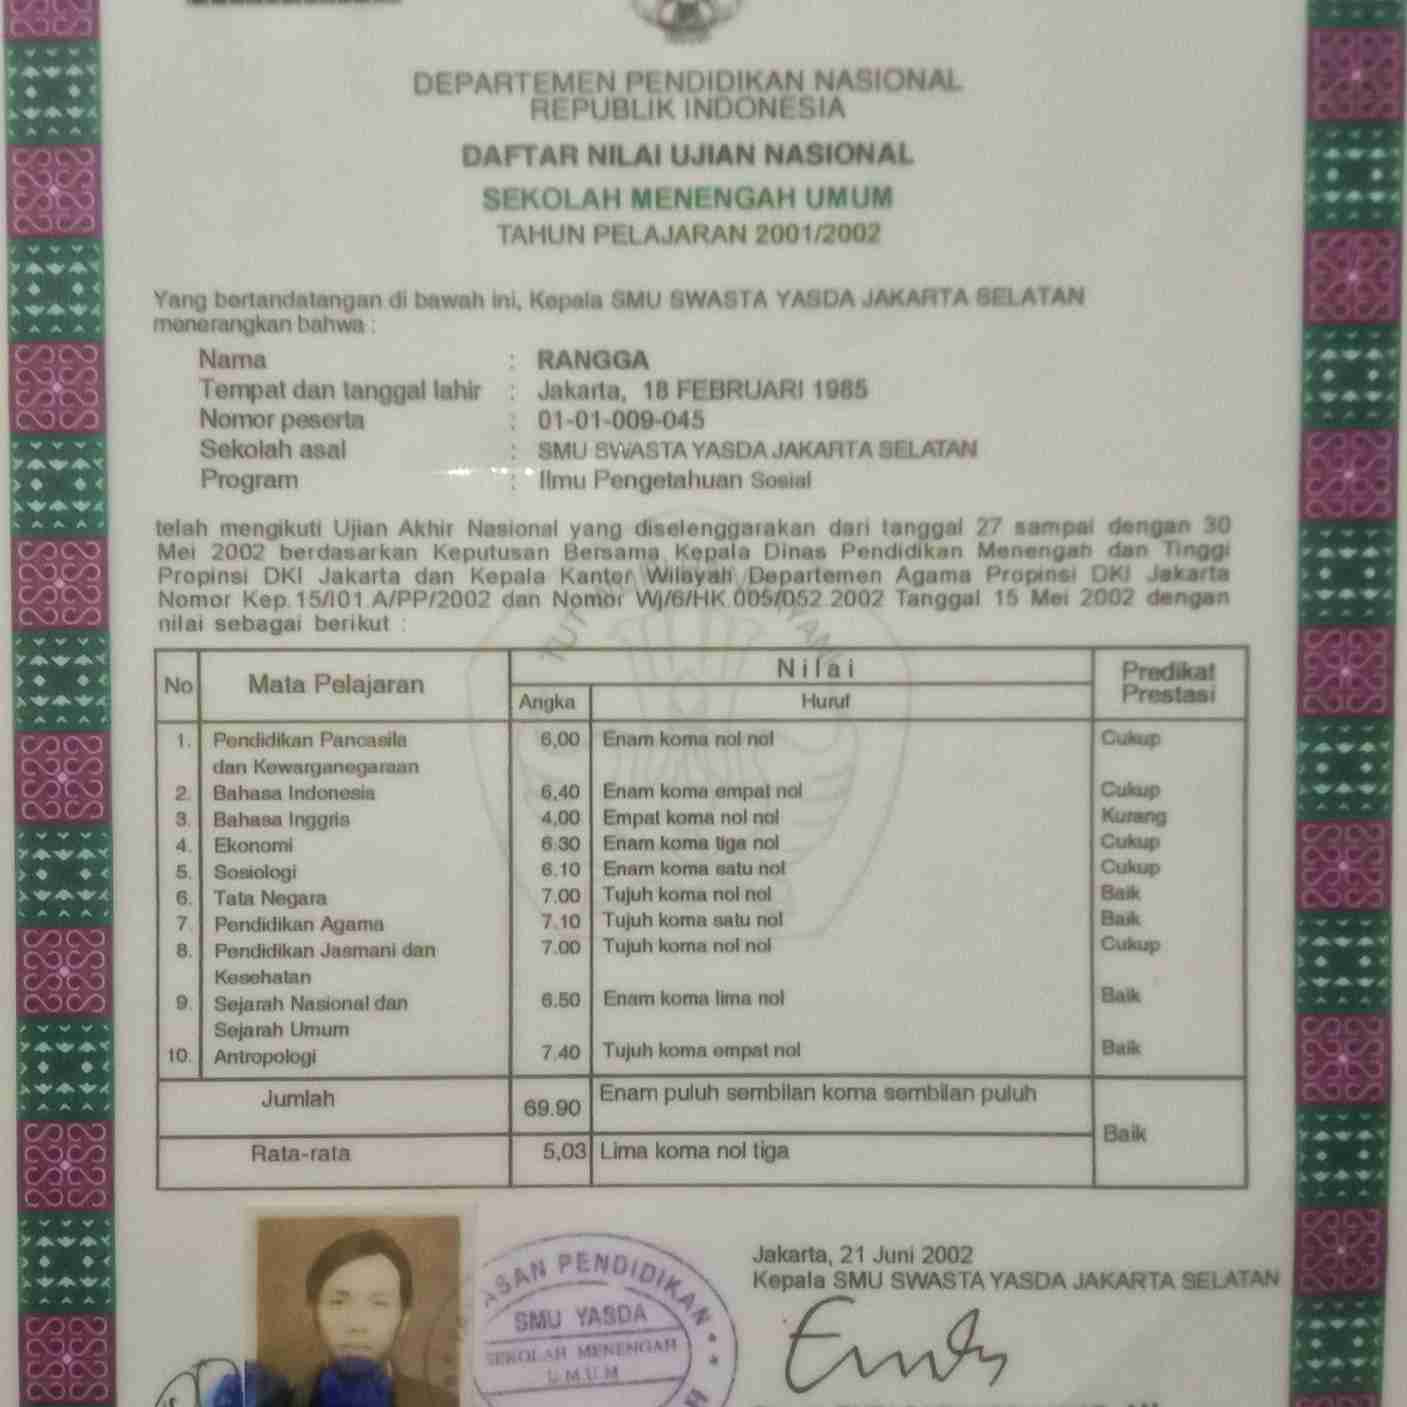 DEPARTEMEN PENDIDIKAN NASIONAL
REPUBLIK INDONESIA
DAFTAR NILAI UJIAN NASIONAL
SEKOLAH MENENGAH UMUM
TAHUN PELAJARAN 2001/2002
Yang bertandatangan di bawah ini, Kepala SMU SWASTA YASDA JAKARTA SELATAN
menerangkan bahwa :
Nama : RANGGA
Tempat dan tanggal lahir : Jakarta, 18 FEBRUARI 1985
Nomor peserta : 01-01-009-045
Sekolah asal : SMU SWASTA YASDA JAKARTA SELATAN
Program : Ilmu Pengetahuan Sosial
telah mengikuti Ujian Akhir Nasional yang diselenggarakan dari tanggal 27 sampai dengan 30
Mei 2002 berdasarkan Keputusan Bersama Kepala Dinas Pendidikan Menengah dan Tinggi
Propinsi DKI Jakarta dan Kepala Kantor Wilayah Departemen Agama Propinsi DKI Jakarta
Nomor Kep.15/I01.A/PP/2002 dan Nomor Wj/6/HK.005/052.2002 Tanggal 15 Mei 2002 dengan
nilai sebagai berikut :
No Mata Pelajaran Nilai Predikat
Prestasi
Angka Huruf
1. Pendidikan Pancasila 6,00 Enam koma nol nol Cukup
dan Kewarganegaraan
2. Bahasa Indonesia 6,40 Enam koma empat nol Cukup
3. Bahasa Inggris 4,00 Empat koma nol nol Kurang
4. Ekonomi 6.30 Enam koma tiga nol Cukup
5. Sosiologi 6.10 Enam koma satu nol Cukup
6. Tata Negara 7.00 Tujuh koma nol nol Baik
7. Pendidikan Agama 7.10 Tujuh koma satu nol Baik
8. Pendidikan Jasmani dan 7.00 Tujuh koma nol nol Cukup
Kesehatan
9. Sejarah Nasional dan 6.50 Enam koma lima nol Baik
Sejarah Umum
10. Antropologi 7.40 Tujuh koma empat nol Baik
Jumlah 69.90 Enam puluh sembilan koma sembilan puluh
Baik
Rata-rata 5,03 Lima koma nol tiga
Jakarta, 21 Juni 2002
Kepala SMU SWASTA YASDA JAKARTA SELATAN
PENDIDIKAN
SMU YASDA
SEKOLAH MENENGAH
UMUM